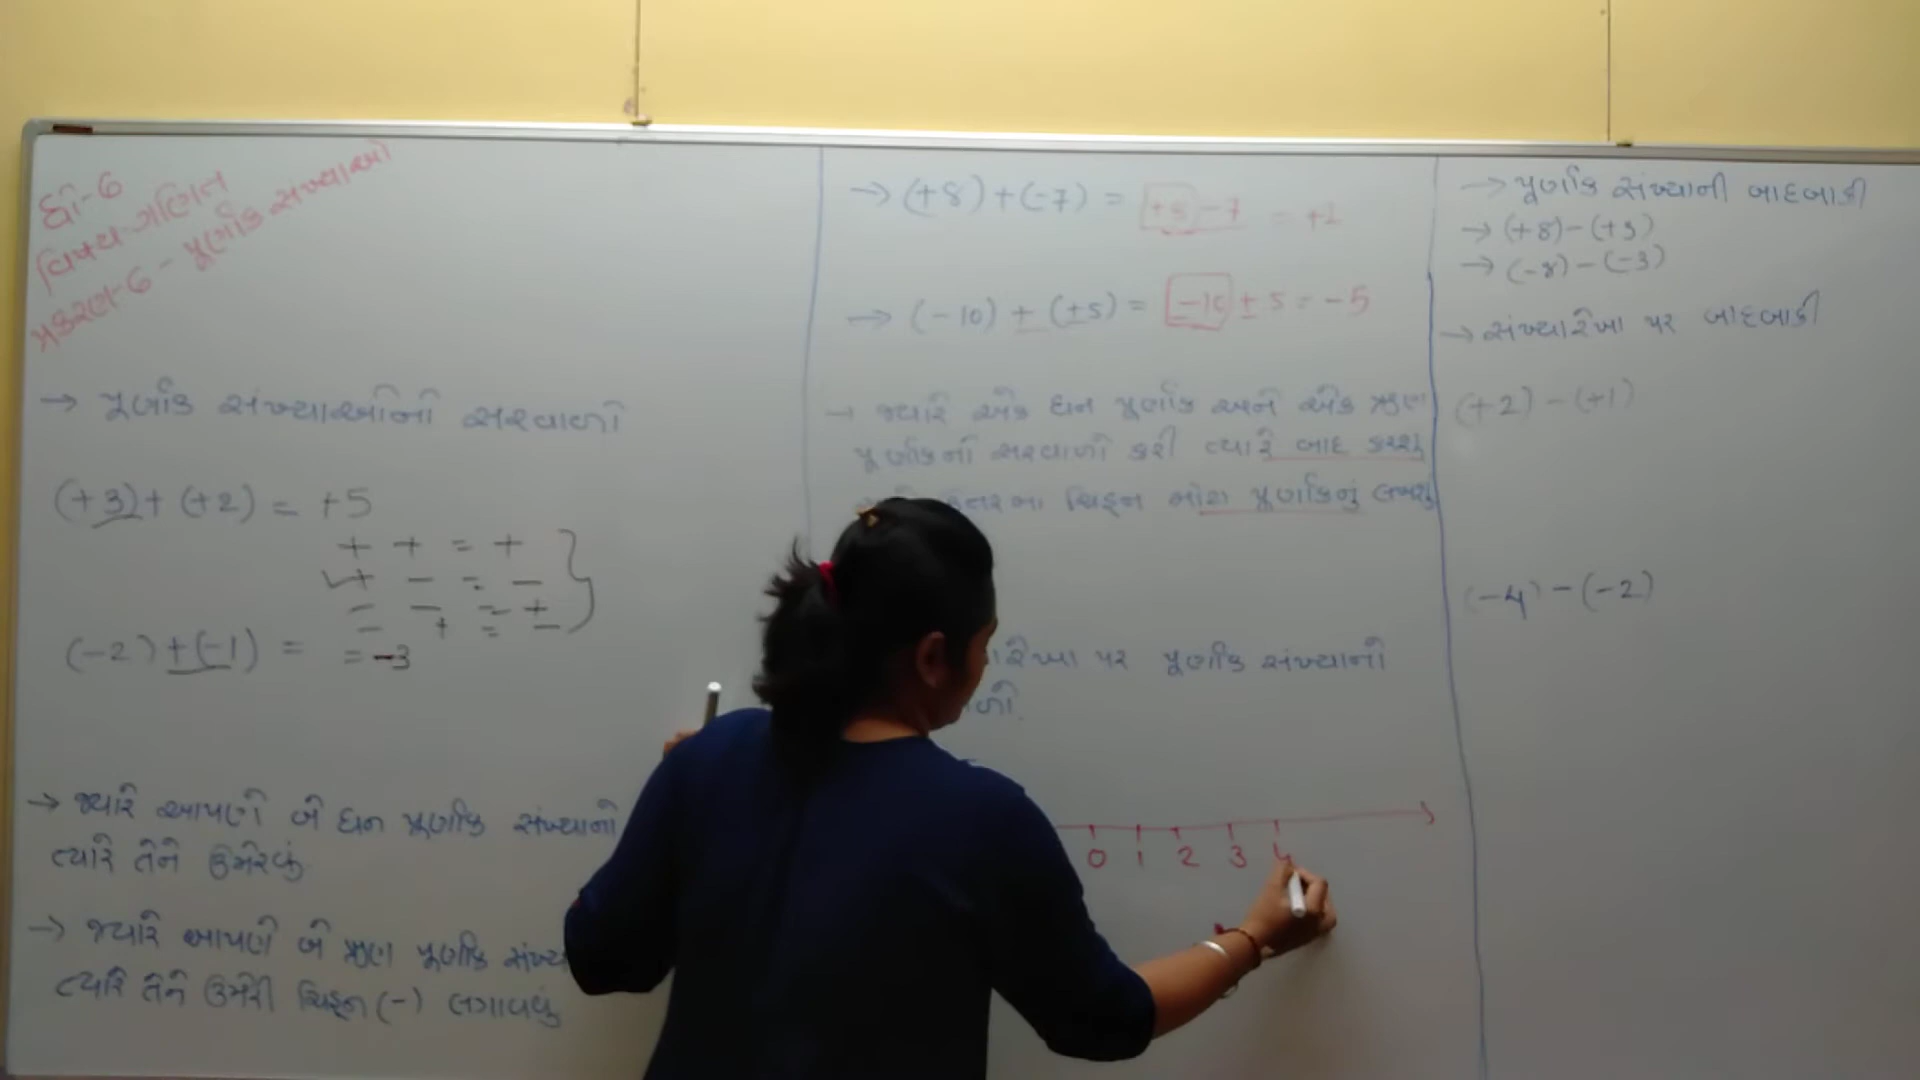 ધો-6
વિષય-ગણિત
પ્રકરણ-6 - પૂર્ણાંક સંખ્યાઓ
→ પૂર્ણાંક સંખ્યાઓનો સરવાળો
(+3)+(+2) = +5
+ + = +
+ - = -
- - = +
- + = -
(-2)+(-1) = = -3
→ જ્યારે આપણે બે ધન પૂર્ણાંક સંખ્યાનો
ત્યારે તેને ઉમેરવું
→ જ્યારે આપણે બે ઋણ પૂર્ણાંક
ત્યારે તેને ઉમેરી ચિહ્ન (-) લગાવવું
→ (+8)+(-7) = +8-7 = +1
→ (-10) + (+5) = -10 + 5 = -5
→ જ્યારે એક ધન પૂર્ણાંક અને એક ઋણ
પૂર્ણાંકનો સરવાળો કરી ત્યારે બાદ કરશું
ચિહ્ન મોટા પૂર્ણાંકનું લખશું
પર પૂર્ણાંક સંખ્યાનો
0 1 2 3 4
→ પૂર્ણાંક સંખ્યાની બાદબાકી
→ (+8)-(+3)
→ (-8)-(-3)
→ સંખ્યારેખા પર બાદબાકી
(+2)-(+1)
(-4)-(-2)